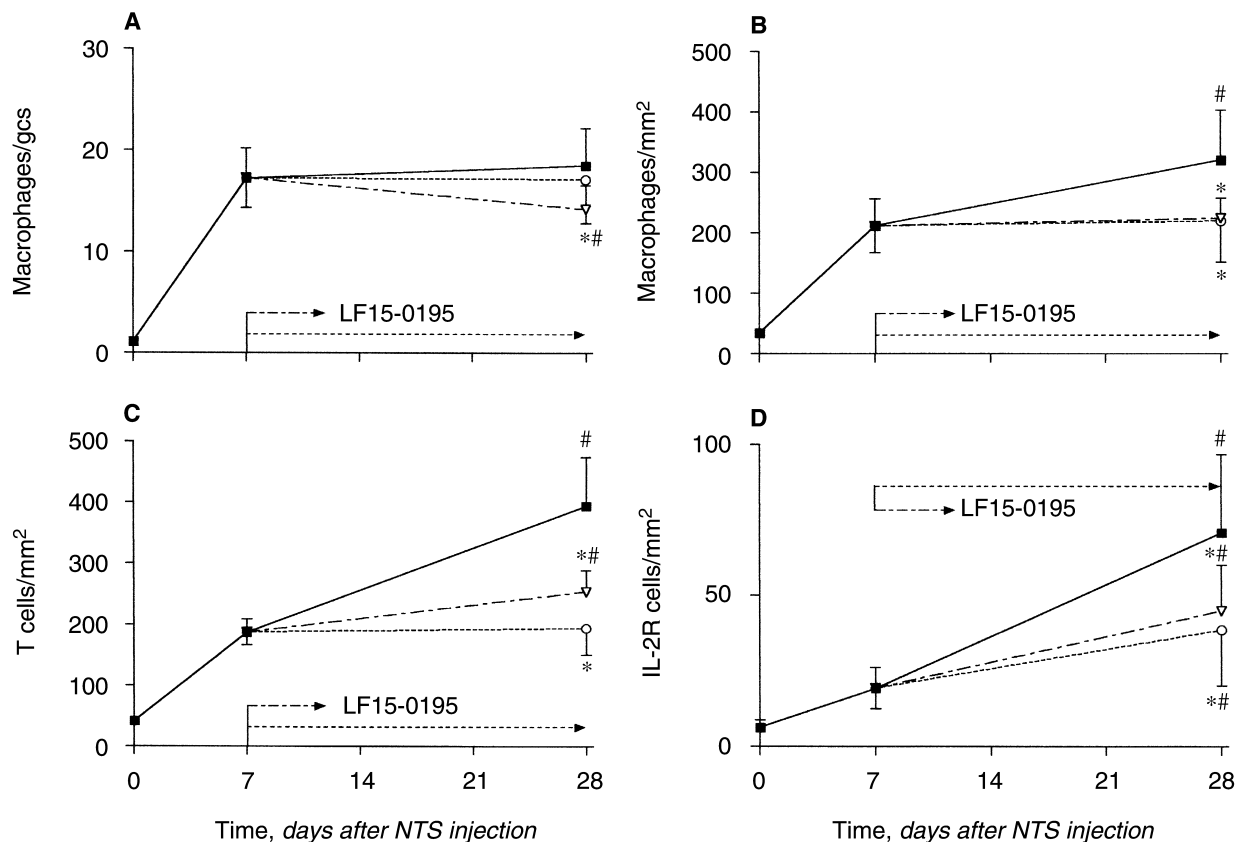 A
30
20
10
0
Macrophages/gcs
*#
LF15-0195
B
500
400
300
200
100
0
Macrophages/mm2
#
*
*
LF15-0195
C
500
400
300
200
100
0
T cells/mm2
#
*#
*
LF15-0195
0 7 14 21 28
Time, days after NTS injection
D
100
50
0
IL-2R cells/mm2
#
LF15-0195
*#
*#
0 7 14 21 28
Time, days after NTS injection